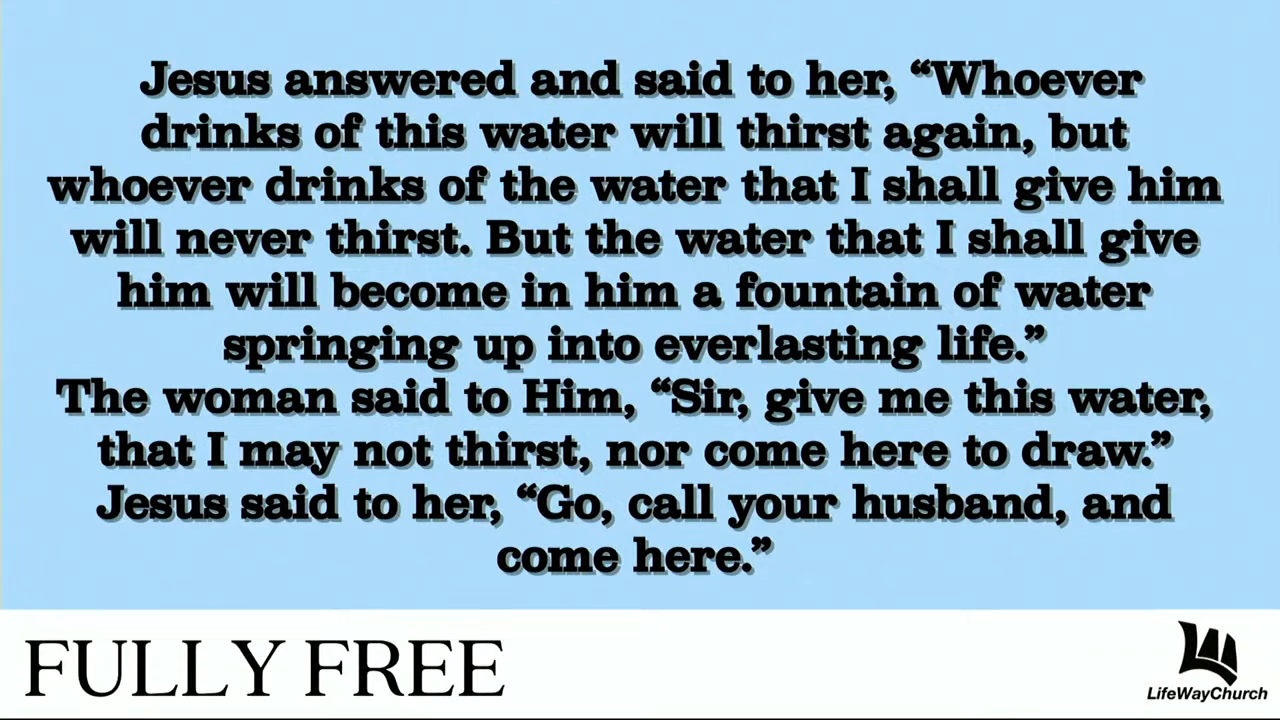 Jesus answered and said to her, “Whoever
drinks of this water will thirst again, but
whoever drinks of the water that I shall give him
will never thirst. But the water that I shall give
him will become in him a fountain of water
springing up into everlasting life.”
The woman said to Him, “Sir, give me this water,
that I may not thirst, nor come here to draw.”
Jesus said to her, “Go, call your husband, and
come here.”
FULLY FREE
LifeWayChurch